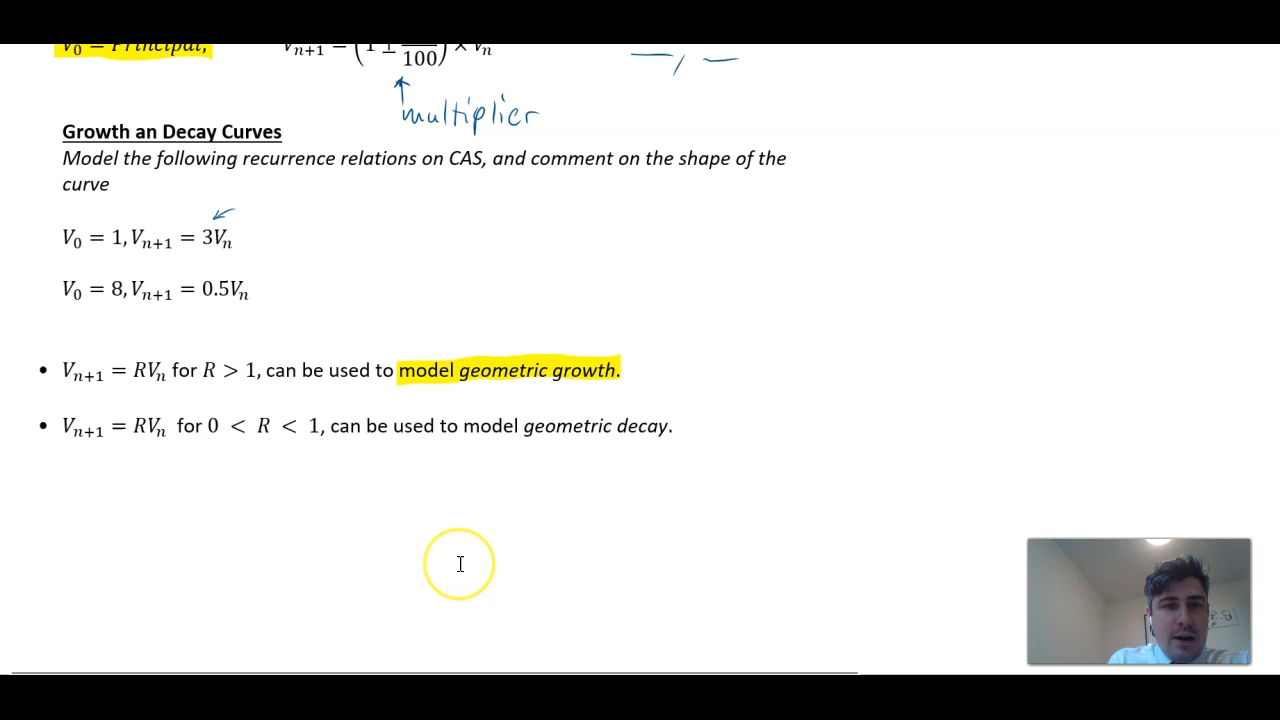 V₀ = Principal, Vₙ₊₁ = (1 ± /100) × Vₙ
multiplier
Growth an Decay Curves
Model the following recurrence relations on CAS, and comment on the shape of the
curve
V₀ = 1, Vₙ₊₁ = 3Vₙ
V₀ = 8, Vₙ₊₁ = 0.5Vₙ
• Vₙ₊₁ = RVₙ for R > 1, can be used to model geometric growth.
• Vₙ₊₁ = RVₙ for 0 < R < 1, can be used to model geometric decay.